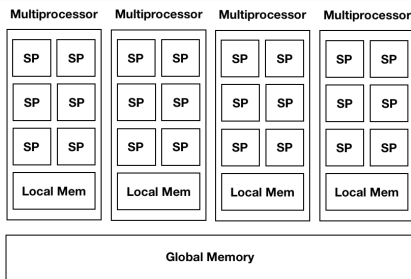 Multiprocessor Multiprocessor Multiprocessor Multiprocessor
SP SP SP SP SP SP SP SP
SP SP SP SP SP SP SP SP
SP SP SP SP SP SP SP SP
Local Mem Local Mem Local Mem Local Mem
Global Memory